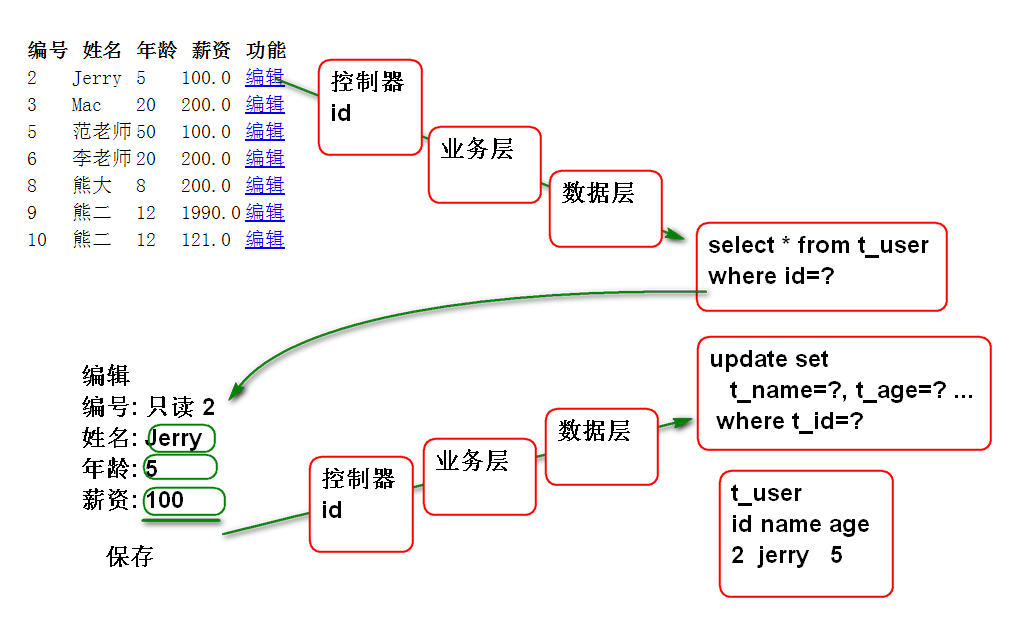 编号 姓名 年龄 薪资 功能
2 Jerry 5 100.0 编辑
3 Mac 20 200.0 编辑
5 范老师 50 100.0 编辑
6 李老师 20 200.0 编辑
8 熊大 8 200.0 编辑
9 熊二 12 1990.0 编辑
10 熊二 12 121.0 编辑
控制器
id
业务层
数据层
select * from t_user
where id=?
编辑
编号: 只读 2
姓名: Jerry
年龄: 5
薪资: 100
保存
控制器
id
业务层
数据层
update set
t_name=?, t_age=? ...
where t_id=?
t_user
id name age
2 jerry 5